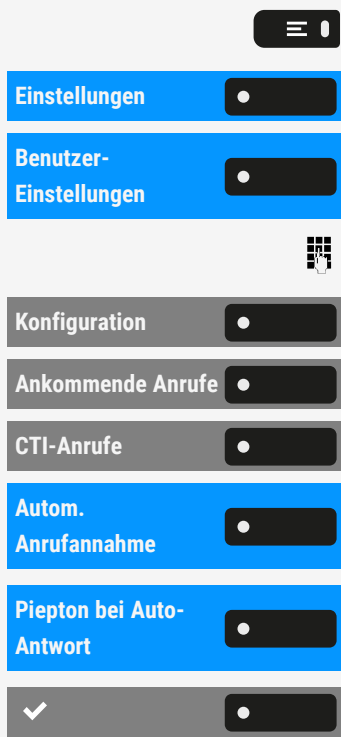 Einstellungen
Benutzer-
Einstellungen
Konfiguration
Ankommende Anrufe
CTI-Anrufe
Autom.
Anrufannahme
Piepton bei Auto-
Antwort